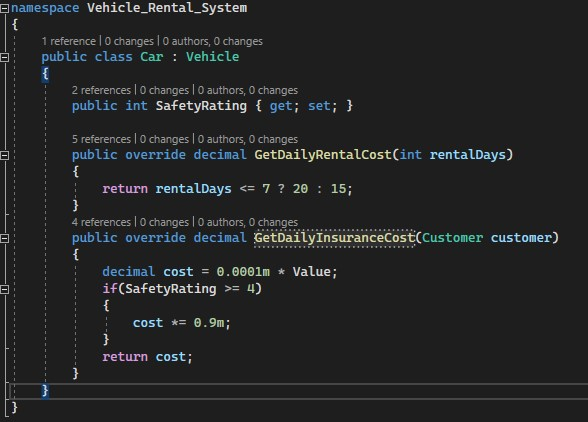 namespace Vehicle_Rental_System
{
1 reference | 0 changes | 0 authors, 0 changes
public class Car : Vehicle
{
2 references | 0 changes | 0 authors, 0 changes
public int SafetyRating { get; set; }
5 references | 0 changes | 0 authors, 0 changes
public override decimal GetDailyRentalCost(int rentalDays)
{
return rentalDays <= 7 ? 20 : 15;
}
4 references | 0 changes | 0 authors, 0 changes
public override decimal GetDailyInsuranceCost(Customer customer)
{
decimal cost = 0.0001m * Value;
if(SafetyRating >= 4)
{
cost *= 0.9m;
}
return cost;
}
}
}